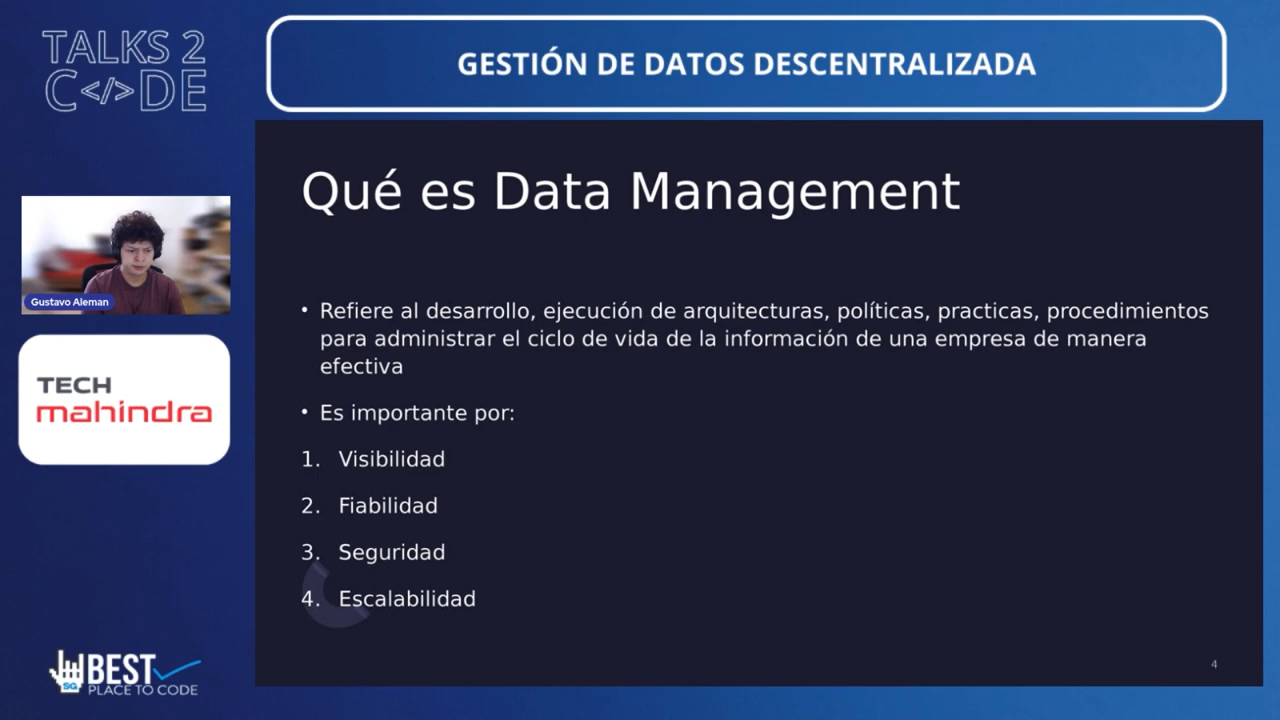 TALKS 2
C</>DE
GESTIÓN DE DATOS DESCENTRALIZADA
Qué es Data Management
Gustavo Aleman
• Refiere al desarrollo, ejecución de arquitecturas, políticas, practicas, procedimientos
para administrar el ciclo de vida de la información de una empresa de manera
efectiva
• Es importante por:
1. Visibilidad
2. Fiabilidad
3. Seguridad
4. Escalabilidad
TECH
mahindra
SG
BEST
PLACE TO CODE
4